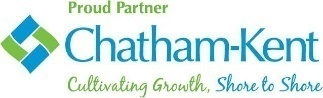 Proud Partner
Chatham-Kent
Cultivating Growth, Shore to Shore